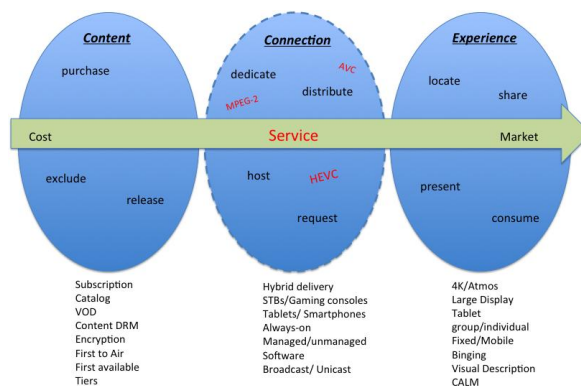 Content
Connection
Experience
purchase
dedicate
AVC
distribute
MPEG-2
locate
share
Cost
Service
Market
exclude
release
host
HEVC
request
present
consume
Subscription
Catalog
VOD
Content DRM
Encryption
First to Air
First available
Tiers
Hybrid delivery
STBs/Gaming consoles
Tablets/ Smartphones
Always-on
Managed/unmanaged
Software
Broadcast/ Unicast
4K/Atmos
Large Display
Tablet
group/individual
Fixed/Mobile
Binging
Visual Description
CALM